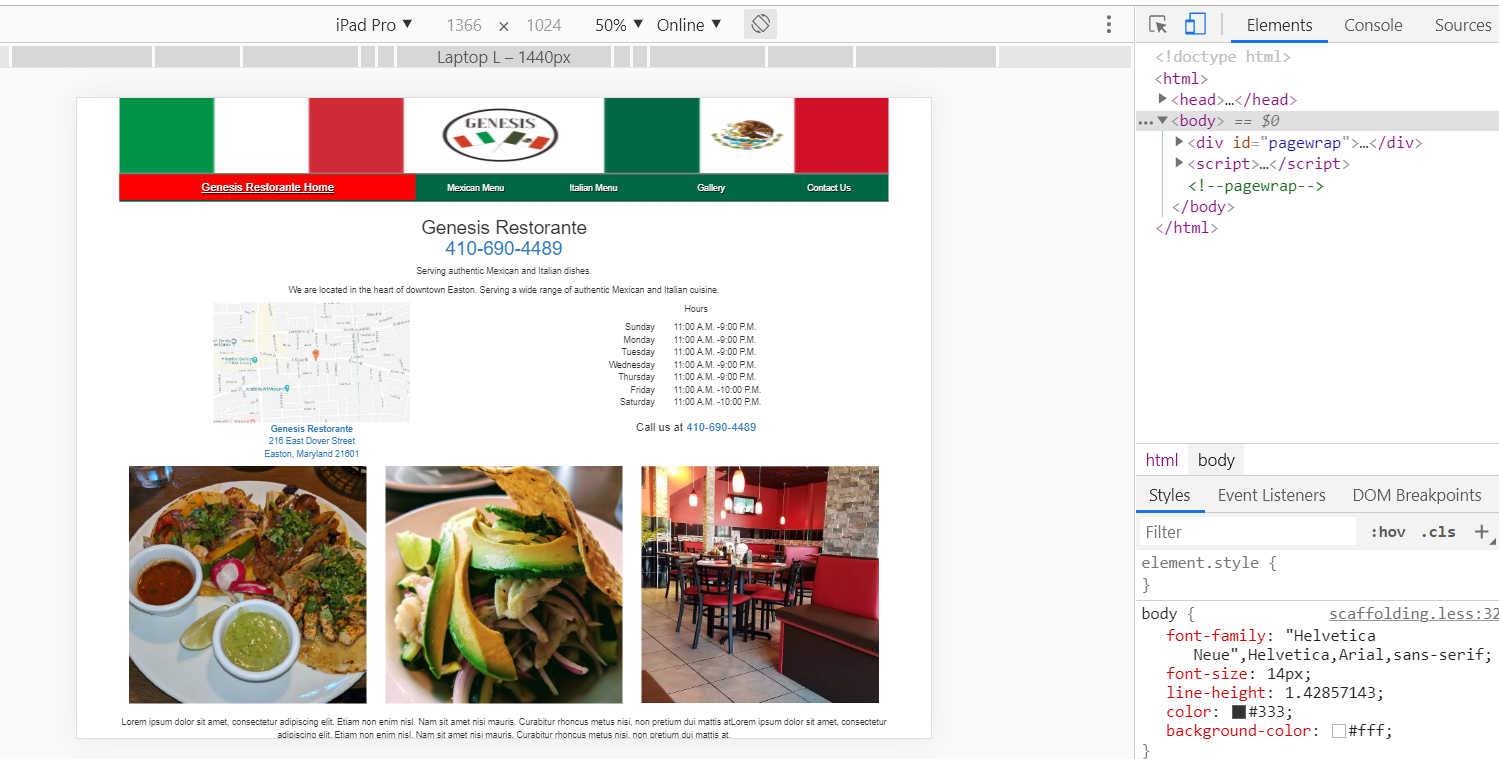 iPad Pro ▼ 1366 × 1024 50% ▼ Online ▼
Elements Console Sources
Laptop L – 1440px
GENESIS
Genesis Restorante Home Mexican Menu Italian Menu Gallery Contact Us
Genesis Restorante
410-690-4489
Serving authentic Mexican and Italian dishes.
We are located in the heart of downtown Easton. Serving a wide range of authentic Mexican and Italian cuisine.
Hours
Sunday 11:00 A.M. -9:00 P.M.
Monday 11:00 A.M. -9:00 P.M.
Tuesday 11:00 A.M. -9:00 P.M.
Wednesday 11:00 A.M. -9:00 P.M.
Thursday 11:00 A.M. -9:00 P.M.
Friday 11:00 A.M. -10:00 P.M.
Saturday 11:00 A.M. -10:00 P.M.
Call us at 410-690-4489
Genesis Restorante
216 East Dover Street
Easton, Maryland 21601
Lorem ipsum dolor sit amet, consectetur adipiscing elit. Etiam non enim nisl. Nam sit amet nisi mauris. Curabitur rhoncus metus nisi, non pretium dui mattis atLorem ipsum dolor sit amet, consectetur
adipiscing elit. Etiam non enim nisl. Nam sit amet nisi mauris. Curabitur rhoncus metus nisi, non pretium dui mattis at.
<!doctype html>
<html>
▶<head>…</head>
…▼<body> == $0
▶<div id="pagewrap">…</div>
▶<script>…</script>
<!--pagewrap-->
</body>
</html>
html body
Styles Event Listeners DOM Breakpoints
Filter :hov .cls +
element.style {
}
body { scaffolding.less:32
font-family: "Helvetica
Neue",Helvetica,Arial,sans-serif;
font-size: 14px;
line-height: 1.42857143;
color: #333;
background-color: #fff;
}